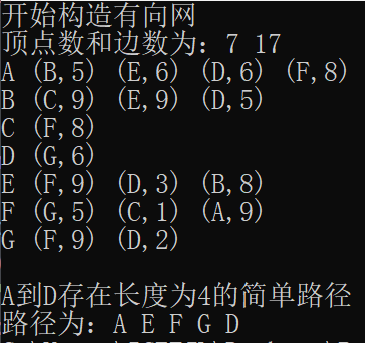 开始构造有向网
顶点数和边数为：7 17
A (B,5) (E,6) (D,6) (F,8)
B (C,9) (E,9) (D,5)
C (F,8)
D (G,6)
E (F,9) (D,3) (B,8)
F (G,5) (C,1) (A,9)
G (F,9) (D,2)
A到D存在长度为4的简单路径
路径为：A E F G D